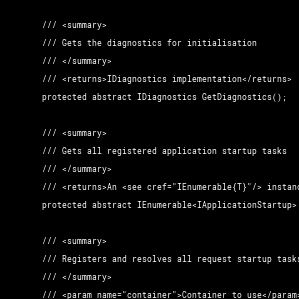 /// <summary>
/// Gets the diagnostics for initialisation
/// </summary>
/// <returns>IDiagnostics implementation</returns>
protected abstract IDiagnostics GetDiagnostics();
/// <summary>
/// Gets all registered application startup tasks
/// </summary>
/// <returns>An <see cref="IEnumerable{T}"/> instanc
protected abstract IEnumerable<IApplicationStartup>
/// <summary>
/// Registers and resolves all request startup tasks
/// </summary>
/// <param name="container">Container to use</param>